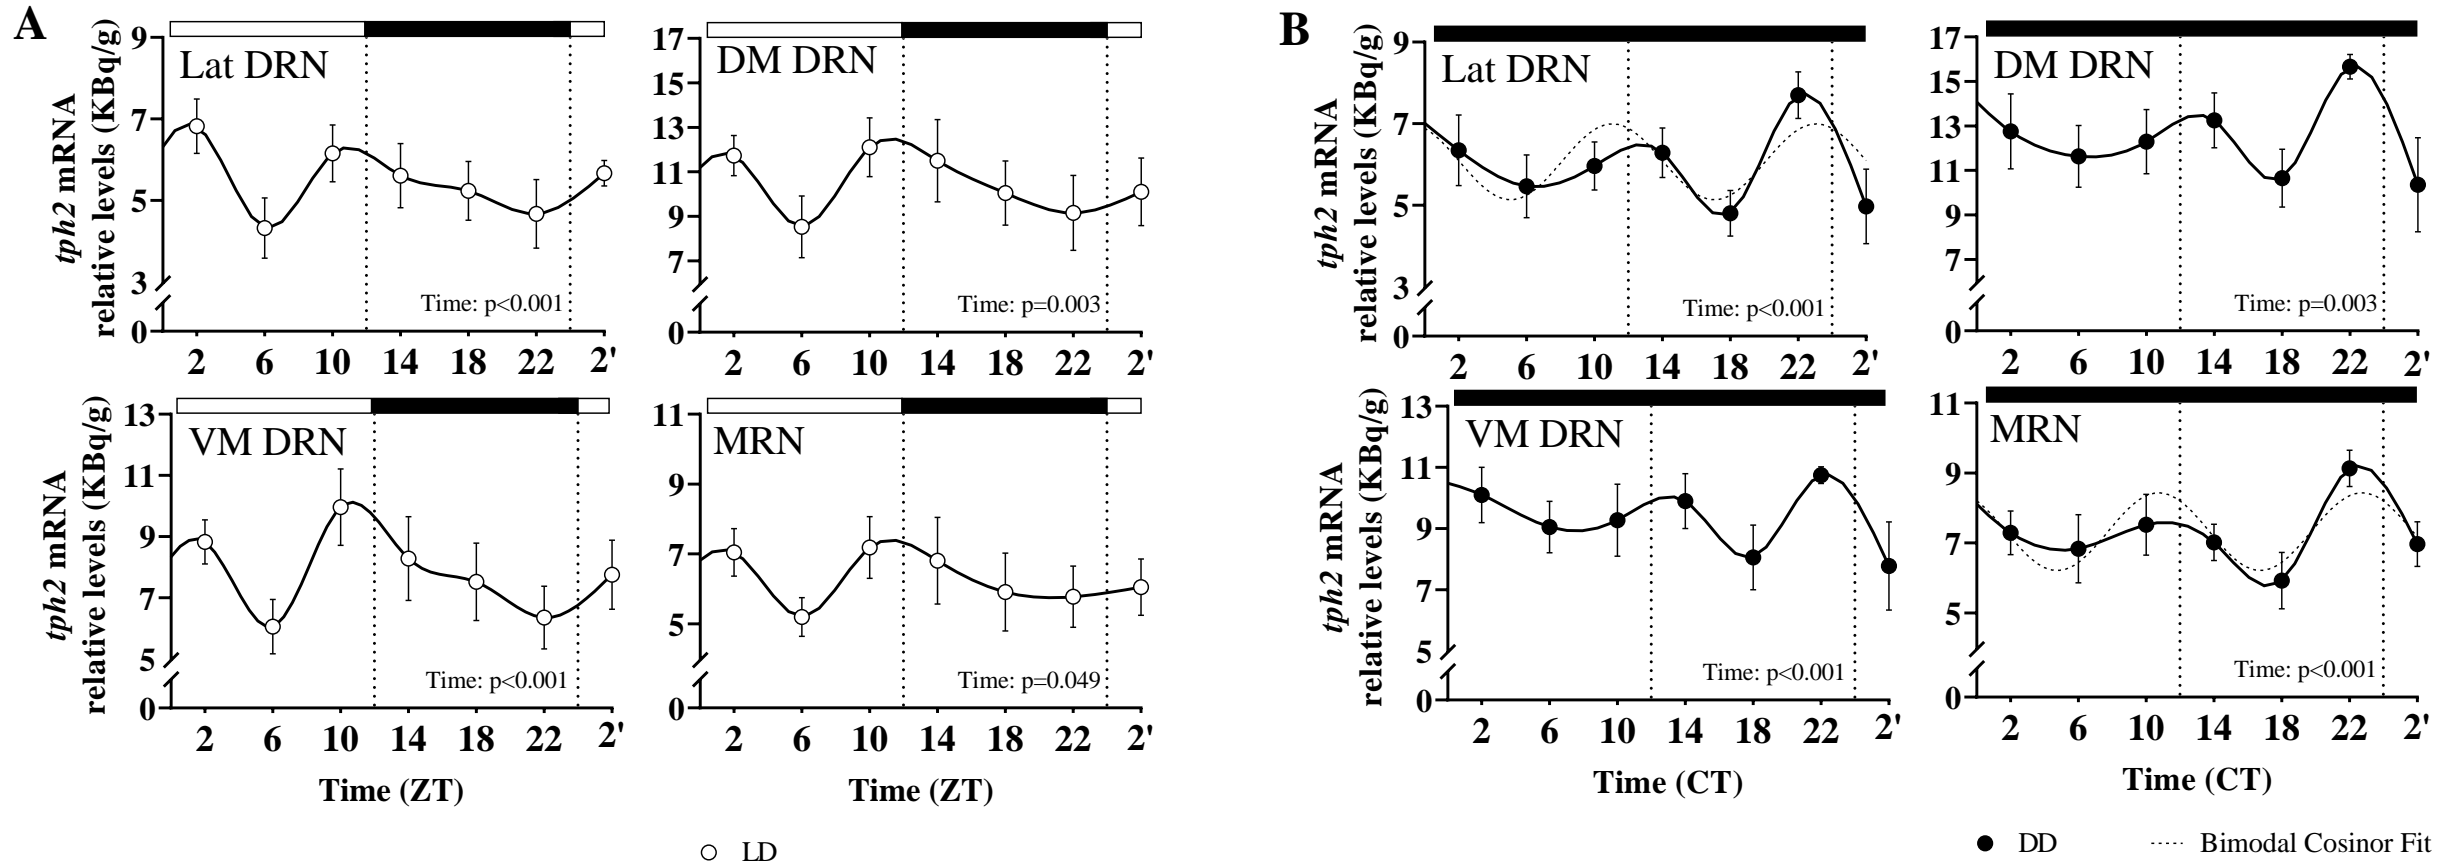 A
tph2 mRNA
relative levels (KBq/g)
Lat DRN
9
7
5
3
0
Time: p<0.001
2 6 10 14 18 22 2'
DM DRN
17
15
13
11
9
7
0
Time: p=0.003
2 6 10 14 18 22 2'
tph2 mRNA
relative levels (KBq/g)
VM DRN
13
11
9
7
5
0
Time: p<0.001
2 6 10 14 18 22 2'
Time (ZT)
MRN
11
9
7
5
0
Time: p=0.049
2 6 10 14 18 22 2'
Time (ZT)
LD
B
tph2 mRNA
relative levels (KBq/g)
Lat DRN
9
7
5
3
0
Time: p<0.001
2 6 10 14 18 22 2'
DM DRN
17
15
13
11
9
7
0
Time: p=0.003
2 6 10 14 18 22 2'
tph2 mRNA
relative levels (KBq/g)
VM DRN
13
11
9
7
5
0
Time: p<0.001
2 6 10 14 18 22 2'
Time (CT)
MRN
11
9
7
5
0
Time: p<0.001
2 6 10 14 18 22 2'
Time (CT)
DD
Bimodal Cosinor Fit